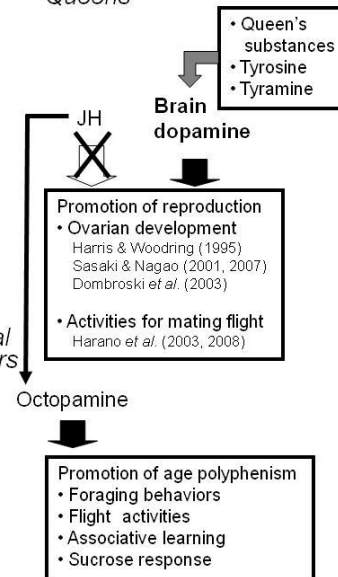 Queens
• Queen's
substances
• Tyrosine
• Tyramine
JH
Brain
dopamine
Promotion of reproduction
• Ovarian development
Harris & Woodring (1995)
Sasaki & Nagao (2001, 2007)
Dombroski et al. (2003)
• Activities for mating flight
Harano et al. (2003, 2008)
Octopamine
Promotion of age polyphenism
• Foraging behaviors
• Flight activities
• Associative learning
• Sucrose response